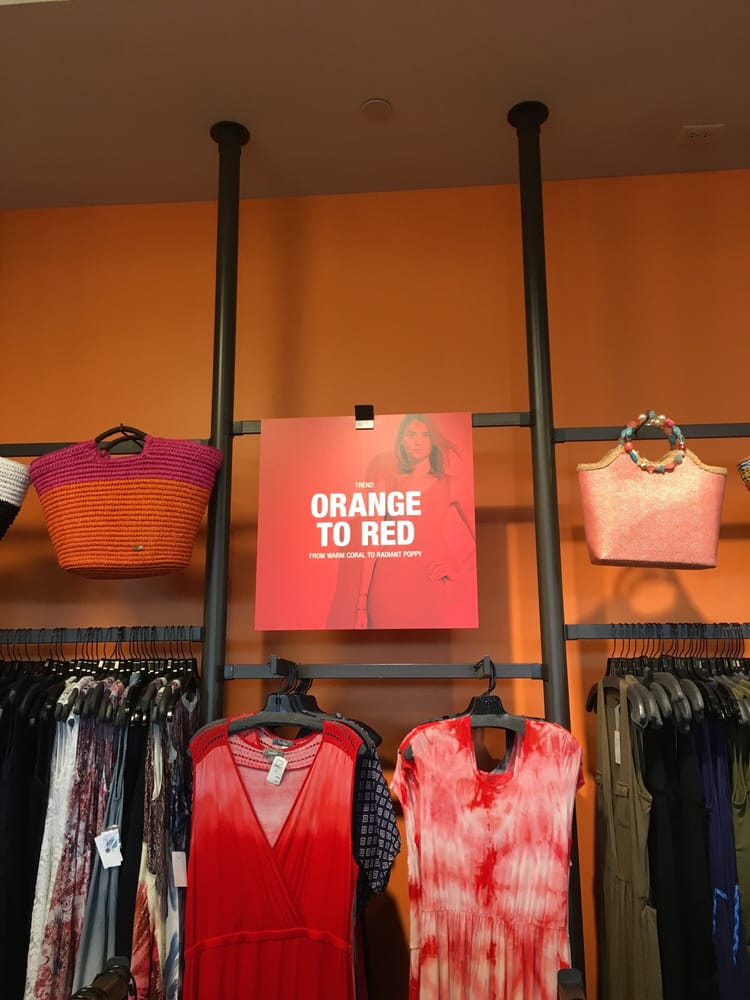 TREND
ORANGE
TO RED
FROM WARM CORAL TO RADIANT POPPY